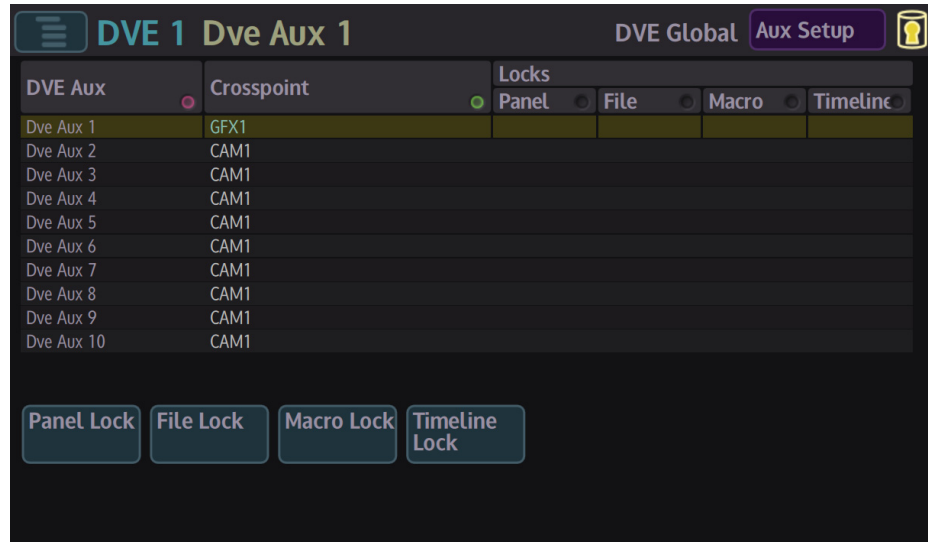 DVE 1 Dve Aux 1 DVE Global Aux Setup
DVE Aux Crosspoint Locks
Panel File Macro Timeline
Dve Aux 1 GFX1
Dve Aux 2 CAM1
Dve Aux 3 CAM1
Dve Aux 4 CAM1
Dve Aux 5 CAM1
Dve Aux 6 CAM1
Dve Aux 7 CAM1
Dve Aux 8 CAM1
Dve Aux 9 CAM1
Dve Aux 10 CAM1
Panel Lock File Lock Macro Lock Timeline
Lock